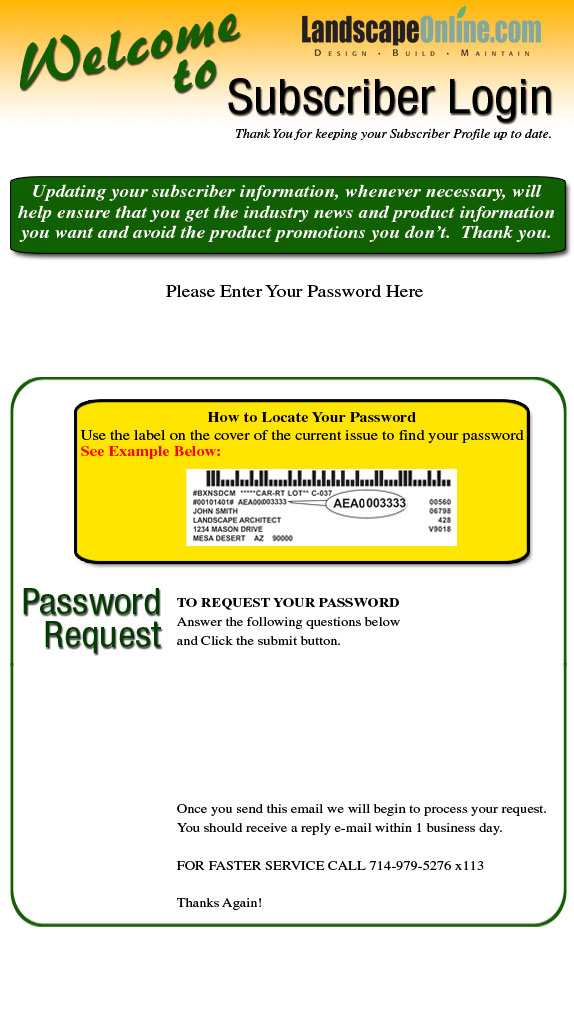 Welcome
to
LandscapeOnline.com
Design · Build · Maintain
Subscriber Login
Thank You for keeping your Subscriber Profile up to date.
Updating your subscriber information, whenever necessary, will
help ensure that you get the industry news and product information
you want and avoid the product promotions you don't. Thank you.
Please Enter Your Password Here
How to Locate Your Password
Use the label on the cover of the current issue to find your password
See Example Below:
#BXNSDCM *****CAR-RT LOT** C-037
#00101401# AEA00003333 AEA0003333 00560
JOHN SMITH 06798
LANDSCAPE ARCHITECT 428
1234 MASON DRIVE V9018
MESA DESERT AZ 90000
Password
Request
TO REQUEST YOUR PASSWORD
Answer the following questions below
and Click the submit button.
Once you send this email we will begin to process your request.
You should receive a reply e-mail within 1 business day.
FOR FASTER SERVICE CALL 714-979-5276 x113
Thanks Again!